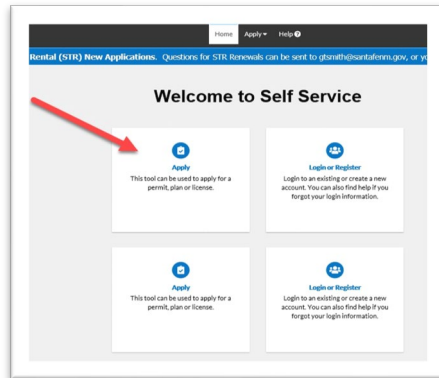 Home Apply Help
Rental (STR) New Applications. Questions for STR Renewals can be sent to gtsmith@santafenm.gov, or yo
Welcome to Self Service
Apply
This tool can be used to apply for a
permit, plan or license.
Login or Register
Login to an existing or create a new
account. You can also find help if you
forgot your login information.
Apply
This tool can be used to apply for a
permit, plan or license.
Login or Register
Login to an existing or create a new
account. You can also find help if you
forgot your login information.